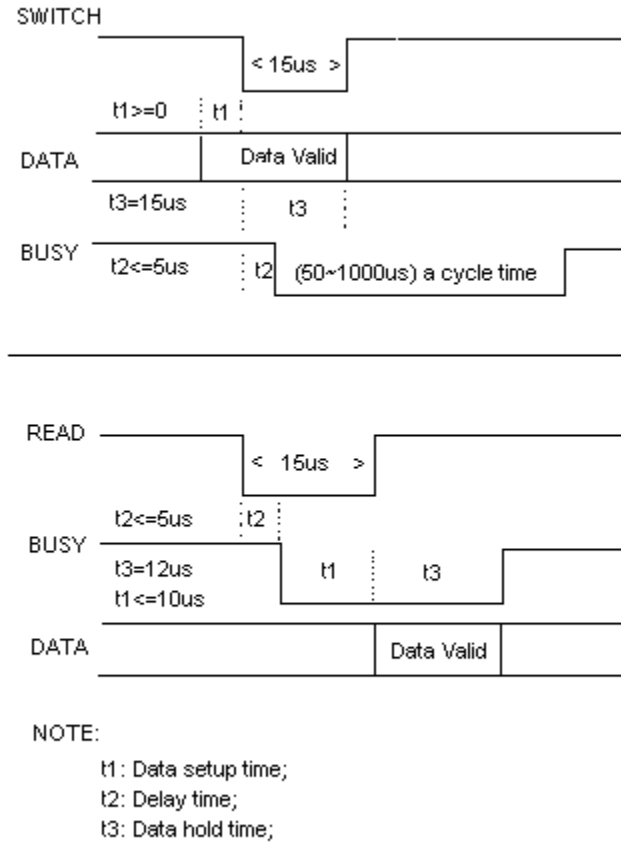 SWITCH
< 15us >
t1>=0 t1
DATA Data Valid
t3=15us t3
BUSY t2<=5us t2 (50~1000us) a cycle time
READ
< 15us >
t2<=5us t2
BUSY
t3=12us t1 t3
t1<=10us
DATA Data Valid
NOTE:
t1: Data setup time;
t2: Delay time;
t3: Data hold time;